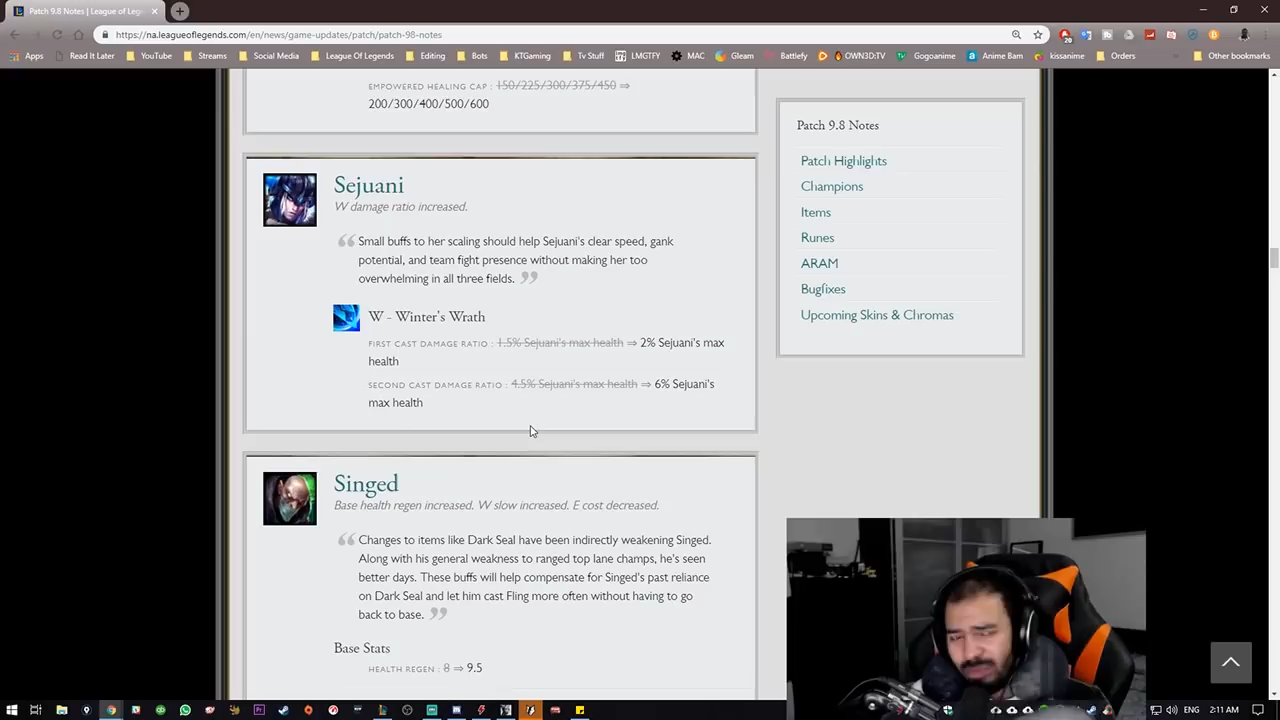 Patch 9.8 Notes | League of Leg
https://na.leagueoflegends.com/en/news/game-updates/patch/patch-98-notes
20
Apps Read It Later YouTube Streams Social Media League Of Legends Editing Bots KTGaming Tv Stuff LMGTFY MAC Gleam Battlefy OWN3D:TV Gogoanime Anime Bam kissanime Orders Other bookmarks
EMPOWERED HEALING CAP : 150/225/300/375/450 ⇒
200/300/400/500/600
Sejuani
W damage ratio increased.
Small buffs to her scaling should help Sejuani's clear speed, gank
potential, and team fight presence without making her too
overwhelming in all three fields.
W - Winter's Wrath
FIRST CAST DAMAGE RATIO : 1.5% Sejuani's max health ⇒ 2% Sejuani's max
health
SECOND CAST DAMAGE RATIO : 4.5% Sejuani's max health ⇒ 6% Sejuani's
max health
Singed
Base health regen increased. W slow increased. E cost decreased.
Changes to items like Dark Seal have been indirectly weakening Singed.
Along with his general weakness to ranged top lane champs, he's seen
better days. These buffs will help compensate for Singed's past reliance
on Dark Seal and let him cast Fling more often without having to go
back to base.
Base Stats
HEALTH REGEN : 8 ⇒ 9.5
Patch 9.8 Notes
Patch Highlights
Champions
Items
Runes
ARAM
Bugfixes
Upcoming Skins & Chromas
2:11 AM